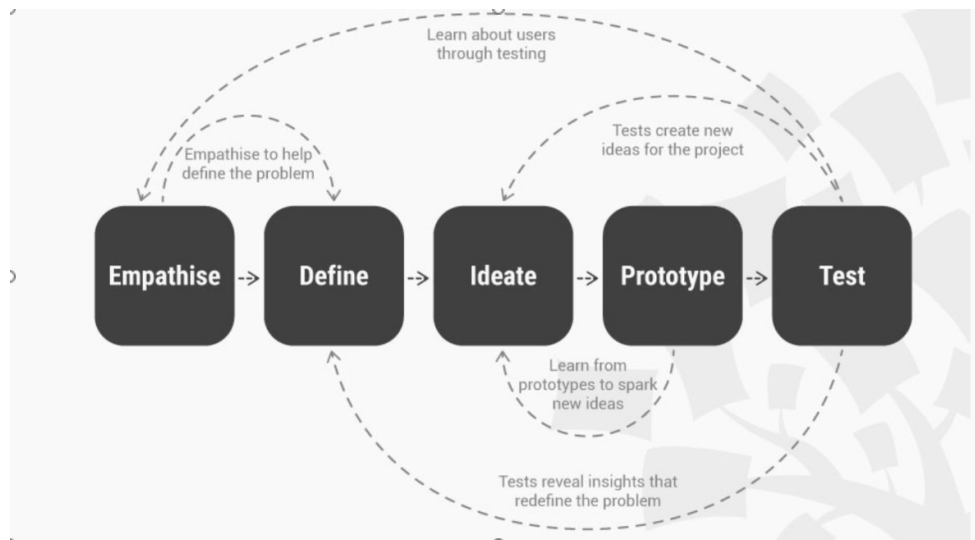 Learn about users
through testing
Tests create new
ideas for the project
Empathise to help
define the problem
Empathise
Define
Ideate
Prototype
Test
Learn from
prototypes to spark
new ideas
Tests reveal insights that
redefine the problem